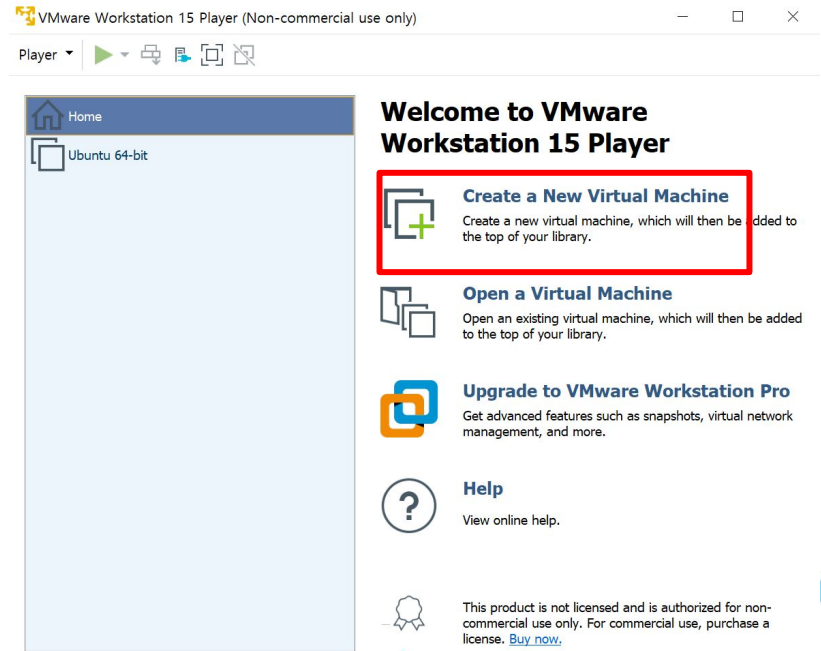 VMware Workstation 15 Player (Non-commercial use only)
Player
Home
Ubuntu 64-bit
Welcome to VMware
Workstation 15 Player
Create a New Virtual Machine
Create a new virtual machine, which will then be added to
the top of your library.
Open a Virtual Machine
Open an existing virtual machine, which will then be added
to the top of your library.
Upgrade to VMware Workstation Pro
Get advanced features such as snapshots, virtual network
management, and more.
Help
View online help.
This product is not licensed and is authorized for non-
commercial use only. For commercial use, purchase a
license. Buy now.